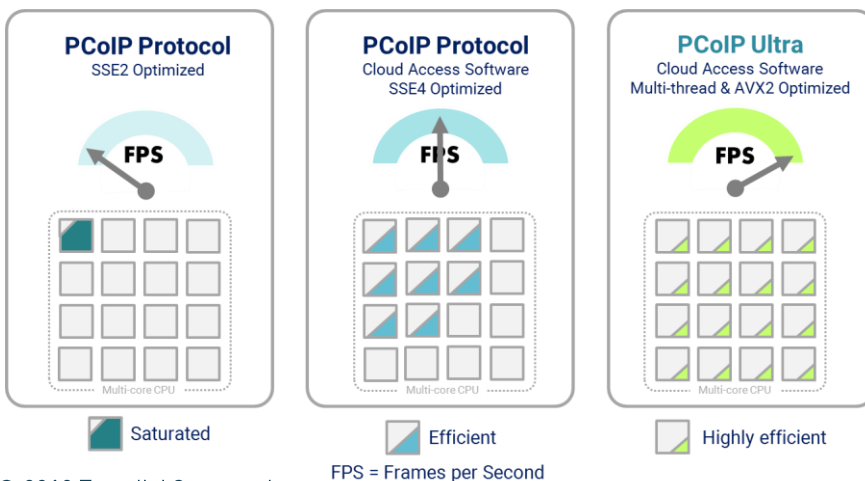 PCoIP Protocol
SSE2 Optimized
FPS
Multi-core CPU
Saturated
PCoIP Protocol
Cloud Access Software
SSE4 Optimized
FPS
Multi-core CPU
Efficient
FPS = Frames per Second
PCoIP Ultra
Cloud Access Software
Multi-thread & AVX2 Optimized
FPS
Multi-core CPU
Highly efficient